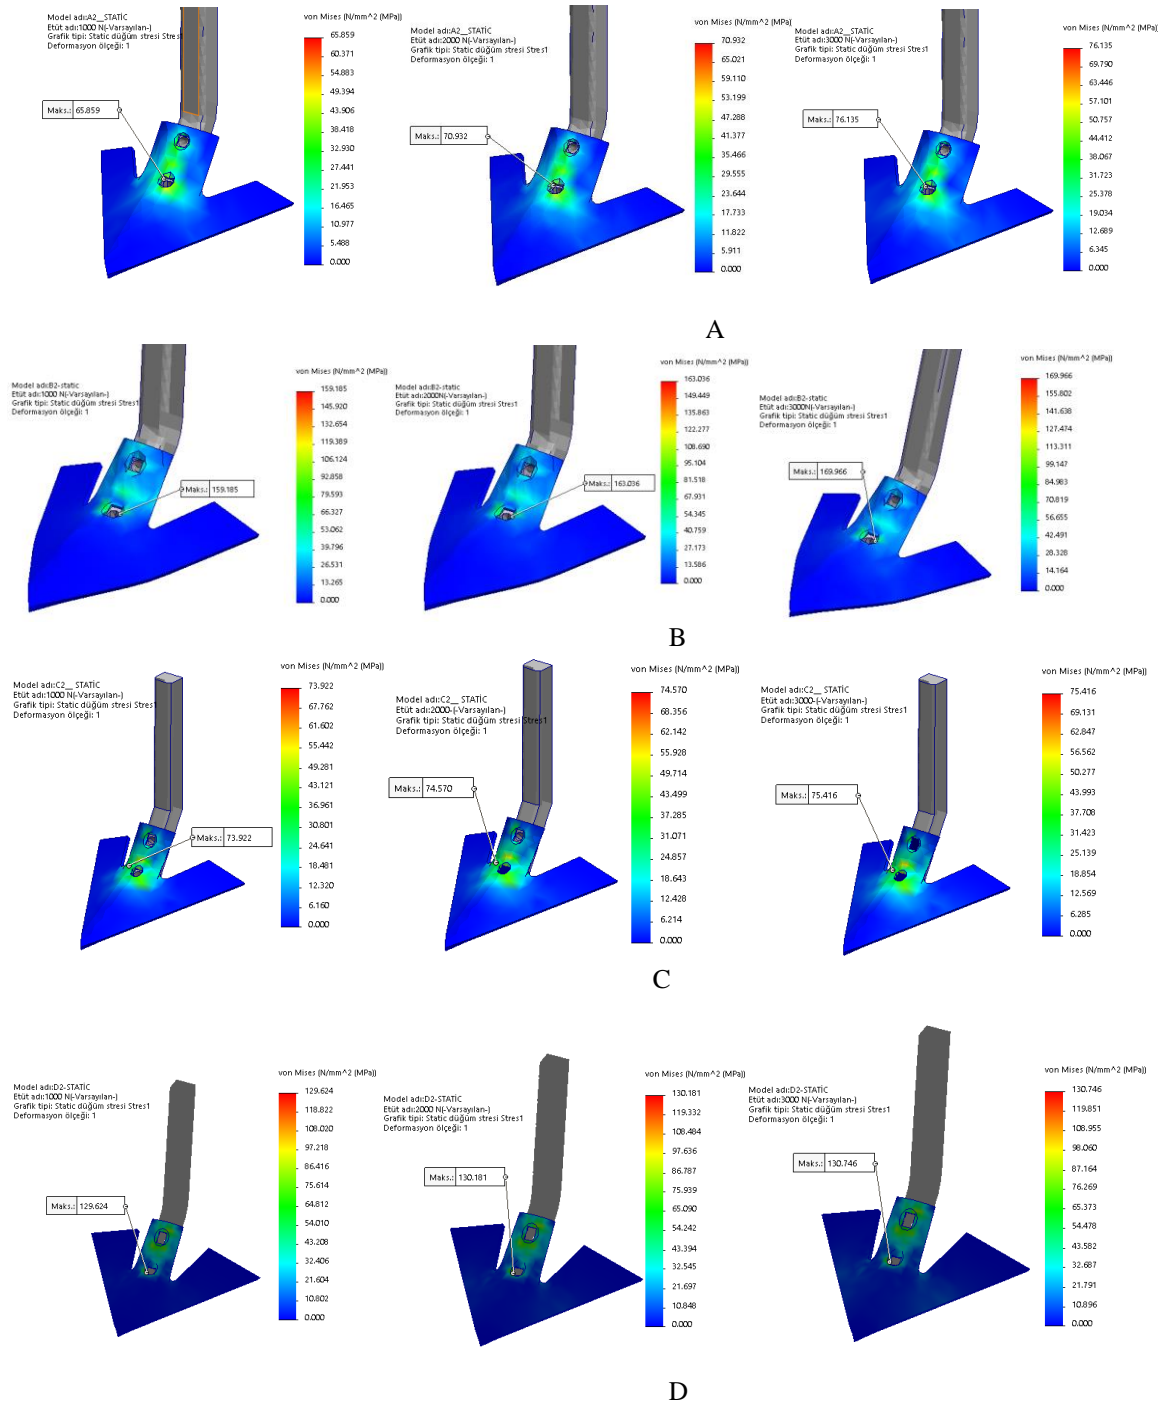 Model adı:A2__STATİC
Etüt adı:1000 N(-Varsayılan-)
Grafik tipi: Static düğüm stresi Stres1
Deformasyon ölçeği: 1
von Mises (N/mm^2 (MPa))
65.859
60.371
54.883
49.394
43.906
38.418
32.930
27.441
21.953
16.465
10.977
5.488
0.000
Maks.: 65.859
Model adı:A2__STATİC
Etüt adı:2000 N(-Varsayılan-)
Grafik tipi: Static düğüm stresi Stres1
Deformasyon ölçeği: 1
von Mises (N/mm^2 (MPa))
70.932
65.021
59.110
53.199
47.288
41.377
35.466
29.555
23.644
17.733
11.822
5.911
0.000
Maks.: 70.932
Model adı:A2__STATİC
Etüt adı:3000 N(-Varsayılan-)
Grafik tipi: Static düğüm stresi Stres1
Deformasyon ölçeği: 1
von Mises (N/mm^2 (MPa))
76.135
69.790
63.446
57.101
50.757
44.412
38.067
31.723
25.378
19.034
12.689
6.345
0.000
Maks.: 76.135
A
Model adı:B2-static
Etüt adı:1000 N(-Varsayılan-)
Grafik tipi: Static düğüm stresi Stres1
Deformasyon ölçeği: 1
von Mises (N/mm^2 (MPa))
159.185
145.920
132.654
119.389
106.124
92.858
79.593
66.327
53.062
39.796
26.531
13.265
0.000
Maks.: 159.185
Model adı:B2-static
Etüt adı:2000N(-Varsayılan-)
Grafik tipi: Static düğüm stresi Stres1
Deformasyon ölçeği: 1
von Mises (N/mm^2 (MPa))
163.036
149.449
135.863
122.277
108.690
95.104
81.518
67.931
54.345
40.759
27.173
13.586
0.000
Maks.: 163.036
Model adı:B2-static
Etüt adı:3000N(-Varsayılan-)
Grafik tipi: Static düğüm stresi Stres1
Deformasyon ölçeği: 1
von Mises (N/mm^2 (MPa))
169.966
155.802
141.638
127.474
113.311
99.147
84.983
70.819
56.655
42.491
28.328
14.164
0.000
Maks.: 169.966
B
Model adı:C2__ STATİC
Etüt adı:1000 N(-Varsayılan-)
Grafik tipi: Static düğüm stresi Stres1
Deformasyon ölçeği: 1
von Mises (N/mm^2 (MPa))
73.922
67.762
61.602
55.442
49.281
43.121
36.961
30.801
24.641
18.481
12.320
6.160
0.000
Maks.: 73.922
Model adı:C2__ STATİC
Etüt adı:2000-(-Varsayılan-)
Grafik tipi: Static düğüm stresi Stres1
Deformasyon ölçeği: 1
von Mises (N/mm^2 (MPa))
74.570
68.356
62.142
55.928
49.714
43.499
37.285
31.071
24.857
18.643
12.428
6.214
0.000
Maks.: 74.570
Model adı:C2__ STATİC
Etüt adı:3000-(-Varsayılan-)
Grafik tipi: Static düğüm stresi Stres1
Deformasyon ölçeği: 1
von Mises (N/mm^2 (MPa))
75.416
69.131
62.847
56.562
50.277
43.993
37.708
31.423
25.139
18.854
12.569
6.285
0.000
Maks.: 75.416
C
Model adı:D2-STATİC
Etüt adı:1000 N(-Varsayılan-)
Grafik tipi: Static düğüm stresi Stres1
Deformasyon ölçeği: 1
von Mises (N/mm^2 (MPa))
129.624
118.822
108.020
97.218
86.416
75.614
64.812
54.010
43.208
32.406
21.604
10.802
0.000
Maks.: 129.624
Model adı:D2-STATİC
Etüt adı:2000 N(-Varsayılan-)
Grafik tipi: Static düğüm stresi Stres1
Deformasyon ölçeği: 1
von Mises (N/mm^2 (MPa))
130.181
119.332
108.484
97.636
86.787
75.939
65.090
54.242
43.394
32.545
21.697
10.848
0.000
Maks.: 130.181
Model adı:D2-STATİC
Etüt adı:3000 N(-Varsayılan-)
Grafik tipi: Static düğüm stresi Stres1
Deformasyon ölçeği: 1
von Mises (N/mm^2 (MPa))
130.746
119.851
108.955
98.060
87.164
76.269
65.373
54.478
43.582
32.687
21.791
10.896
0.000
Maks.: 130.746
D